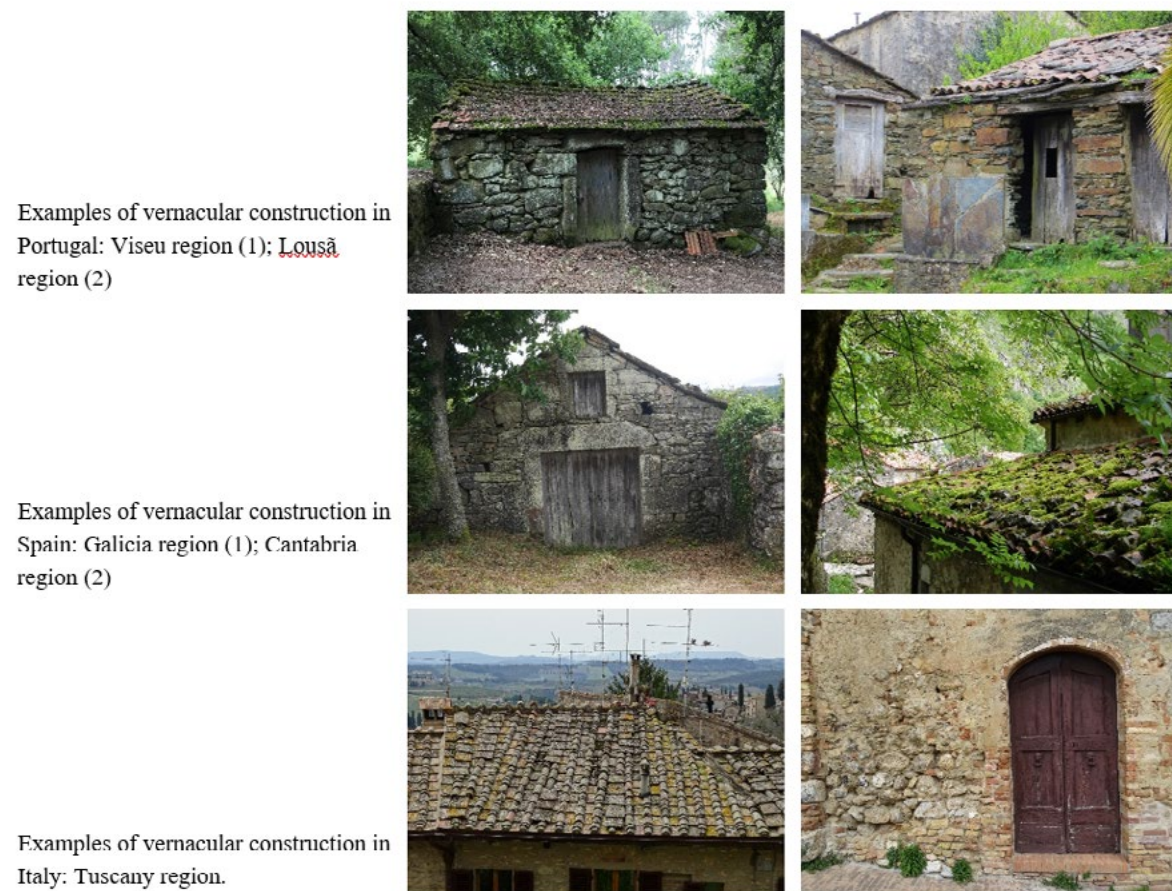 Examples of vernacular construction in
Portugal: Viseu region (1); Lousã
region (2)
Examples of vernacular construction in
Spain: Galicia region (1); Cantabria
region (2)
Examples of vernacular construction in
Italy: Tuscany region.